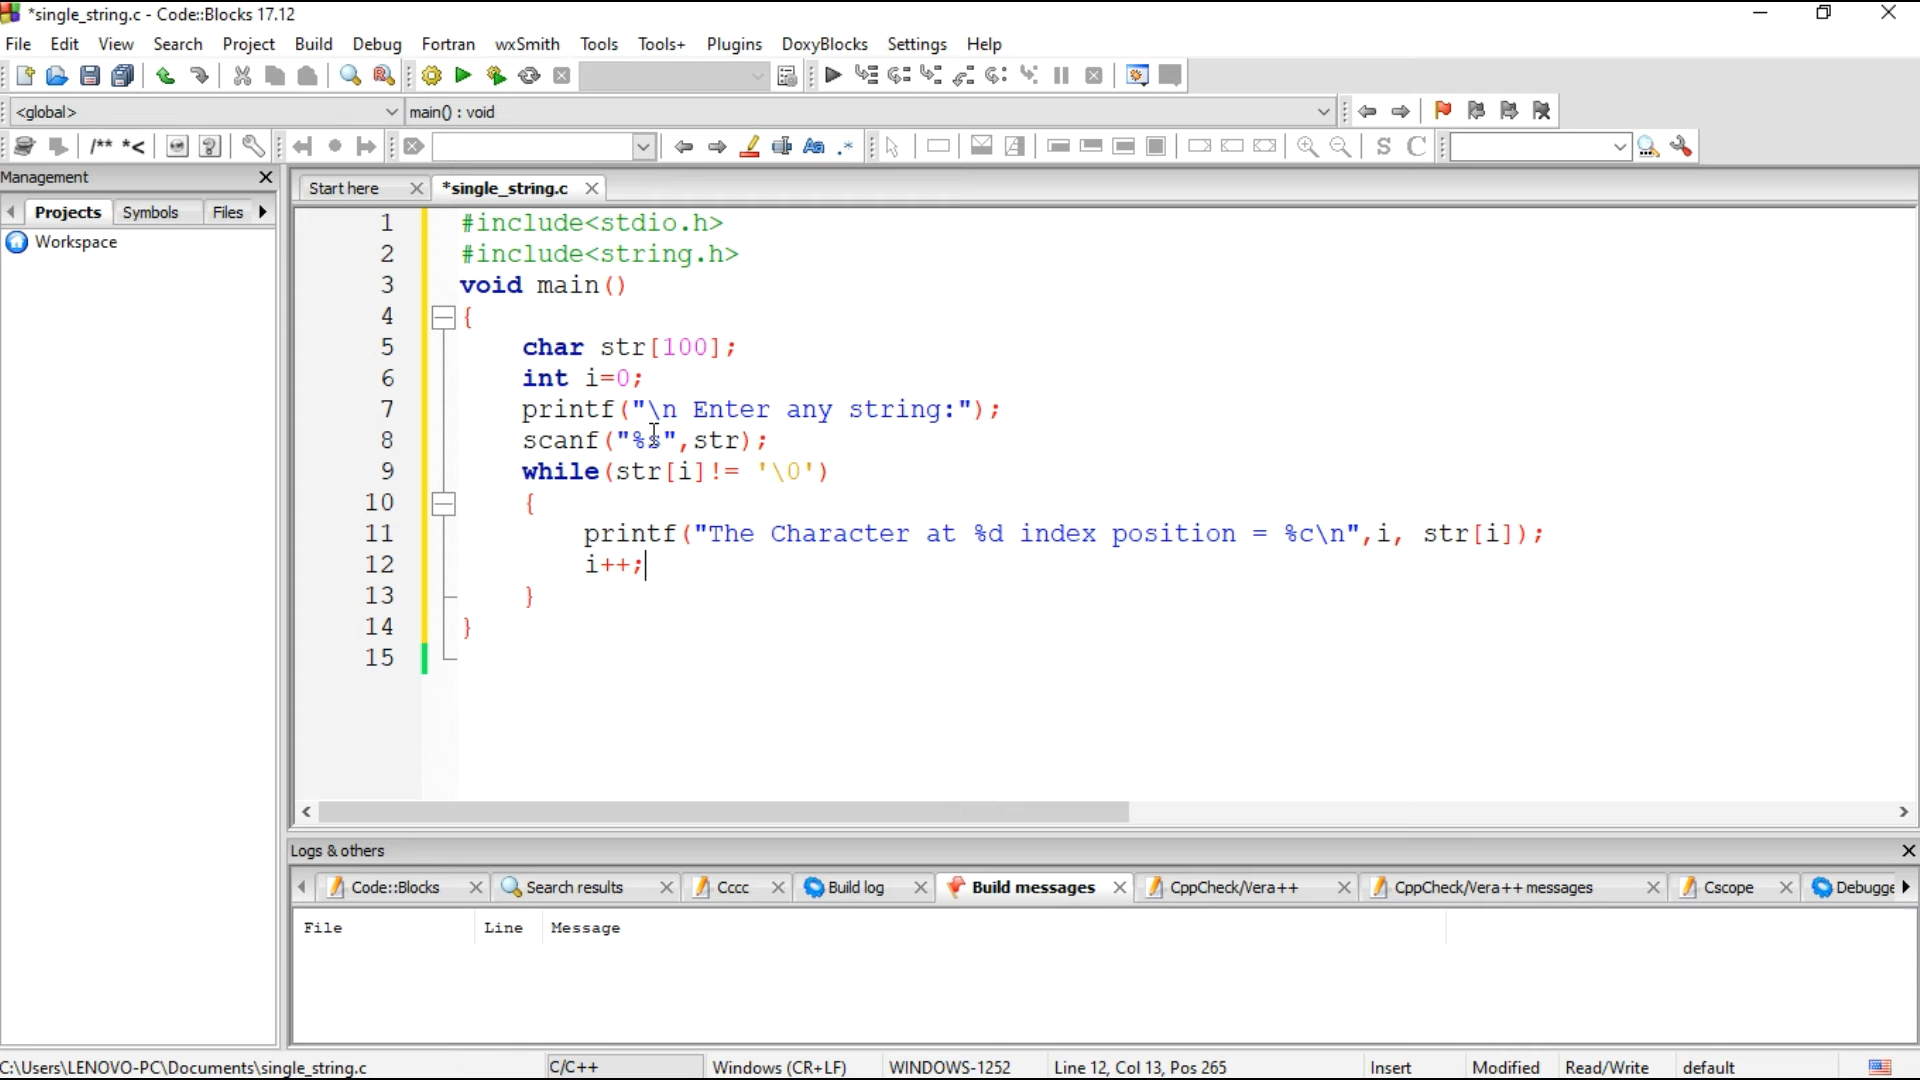 *single_string.c - Code::Blocks 17.12
File Edit View Search Project Build Debug Fortran wxSmith Tools Tools+ Plugins DoxyBlocks Settings Help
<global> main() : void
/** *< Aa .* S C
Management
Start here *single_string.c
Projects Symbols Files
Workspace
1 #include<stdio.h>
2 #include<string.h>
3 void main()
4 {
5 char str[100];
6 int i=0;
7 printf("\n Enter any string:");
8 scanf("%s",str);
9 while(str[i]!= '\0')
10 {
11 printf("The Character at %d index position = %c\n",i, str[i]);
12 i++;
13 }
14 }
15
Logs & others
Code::Blocks Search results Cccc Build log Build messages CppCheck/Vera++ CppCheck/Vera++ messages Cscope Debugge
File Line Message
C:\Users\LENOVO-PC\Documents\single_string.c C/C++ Windows (CR+LF) WINDOWS-1252 Line 12, Col 13, Pos 265 Insert Modified Read/Write default